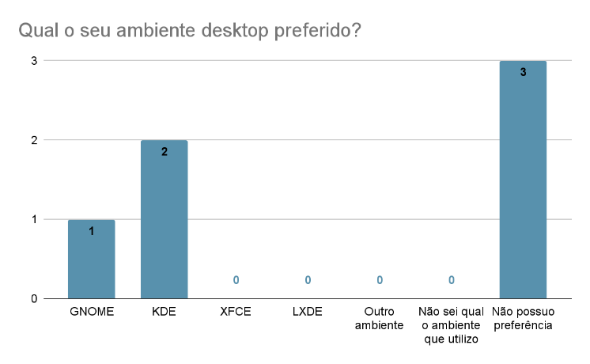 Qual o seu ambiente desktop preferido?
3
2
1
0
1
2
0
0
0
0
3
GNOME
KDE
XFCE
LXDE
Outro
ambiente
Não sei qual
o ambiente
que utilizo
Não possuo
preferência